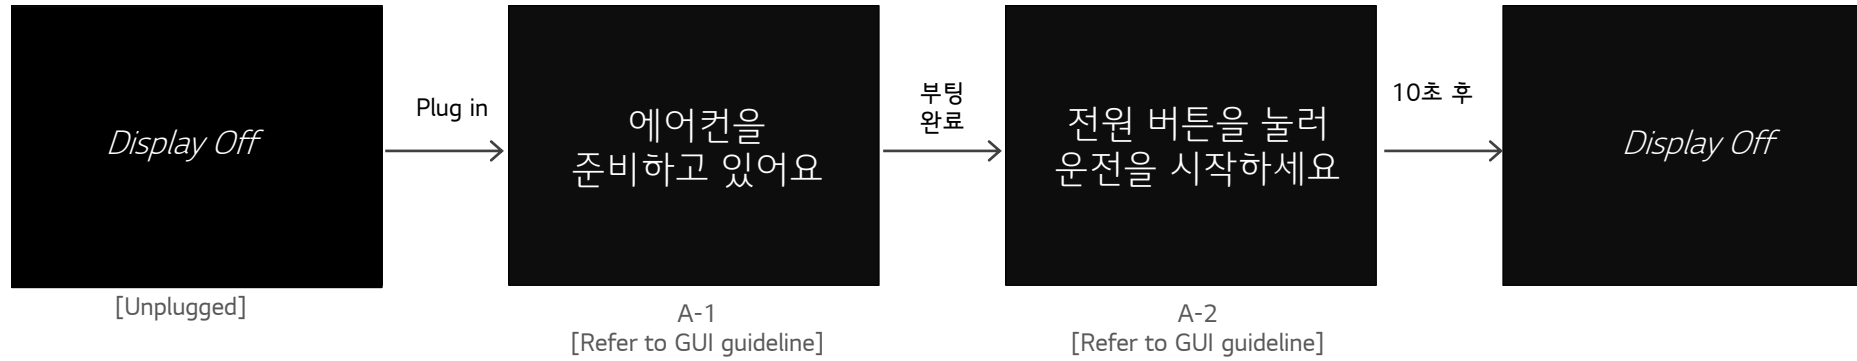 Display Off
[Unplugged]
Plug in
에어컨을
준비하고 있어요
A-1
[Refer to GUI guideline]
부팅
완료
전원 버튼을 눌러
운전을 시작하세요
A-2
[Refer to GUI guideline]
10초 후
Display Off